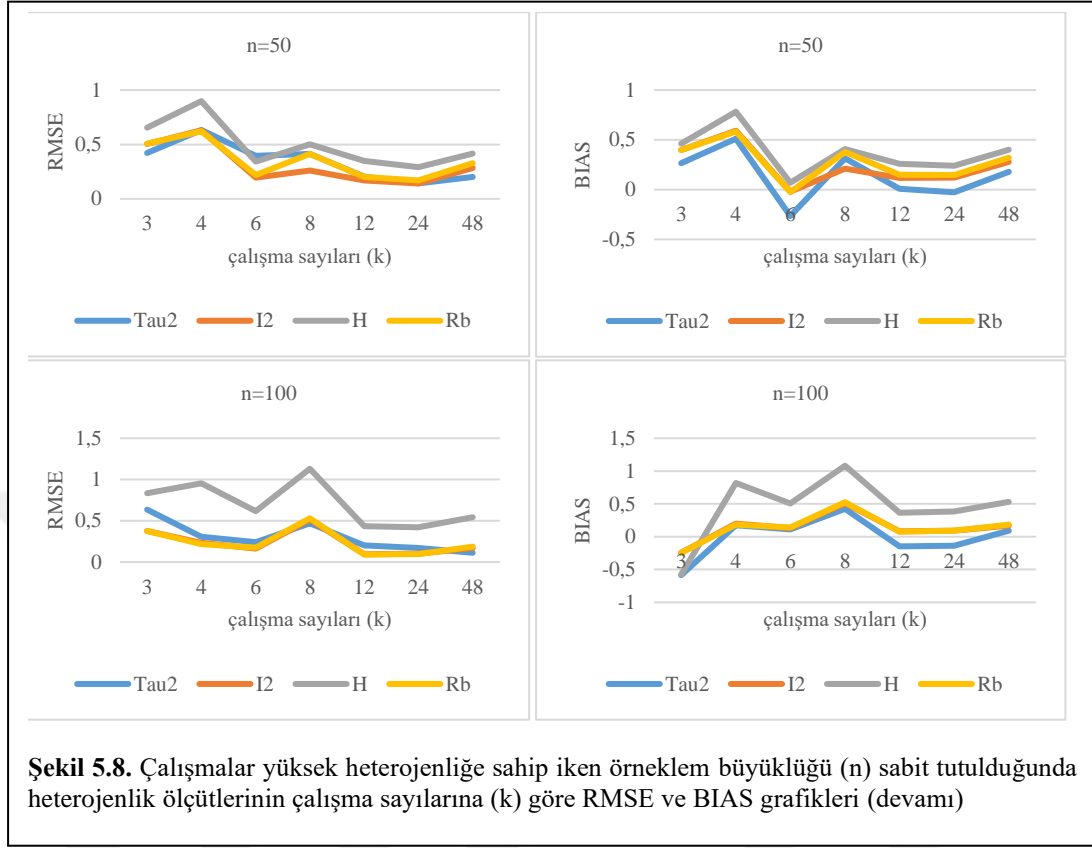 n=50
1
0,5
0
RMSE
3 4 6 8 12 24 48
çalışma sayıları (k)
Tau2 I2 H Rb
n=50
1
0,5
0
-0,5
BIAS
3 4 6 8 12 24 48
çalışma sayıları (k)
Tau2 I2 H Rb
n=100
1,5
1
0,5
0
RMSE
3 4 6 8 12 24 48
çalışma sayıları (k)
Tau2 I2 H Rb
n=100
1,5
1
0,5
0
-0,5
-1
BIAS
3 4 6 8 12 24 48
çalışma sayıları (k)
Tau2 I2 H Rb
Şekil 5.8. Çalışmalar yüksek heterojenliğe sahip iken örneklem büyüklüğü (n) sabit tutulduğunda
heterojenlik ölçütlerinin çalışma sayılarına (k) göre RMSE ve BIAS grafikleri (devamı)